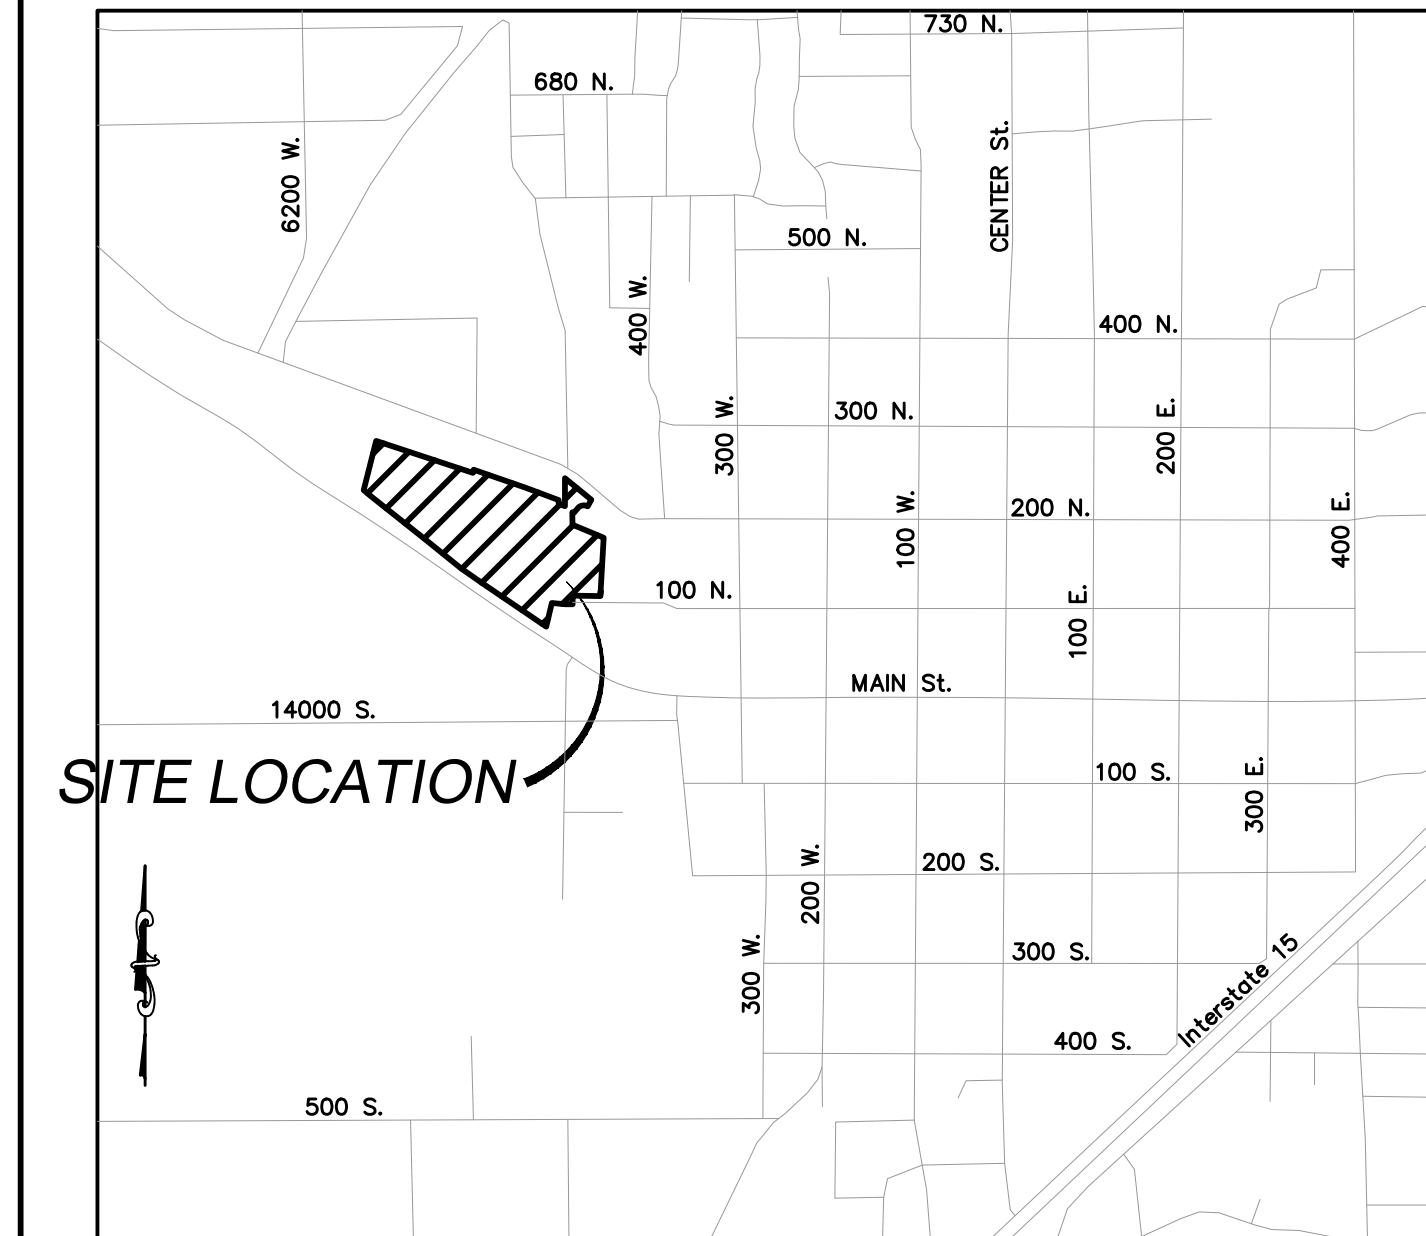 730 N.
680 N.
6200 W.
CENTER St.
500 N.
400 W.
400 N.
300 W.
300 N.
200 E.
100 W.
200 N.
400 E.
100 N.
100 E.
MAIN St.
14000 S.
SITE LOCATION
100 S.
300 E.
200 W.
200 S.
300 W.
300 S.
Interstate 15
400 S.
500 S.